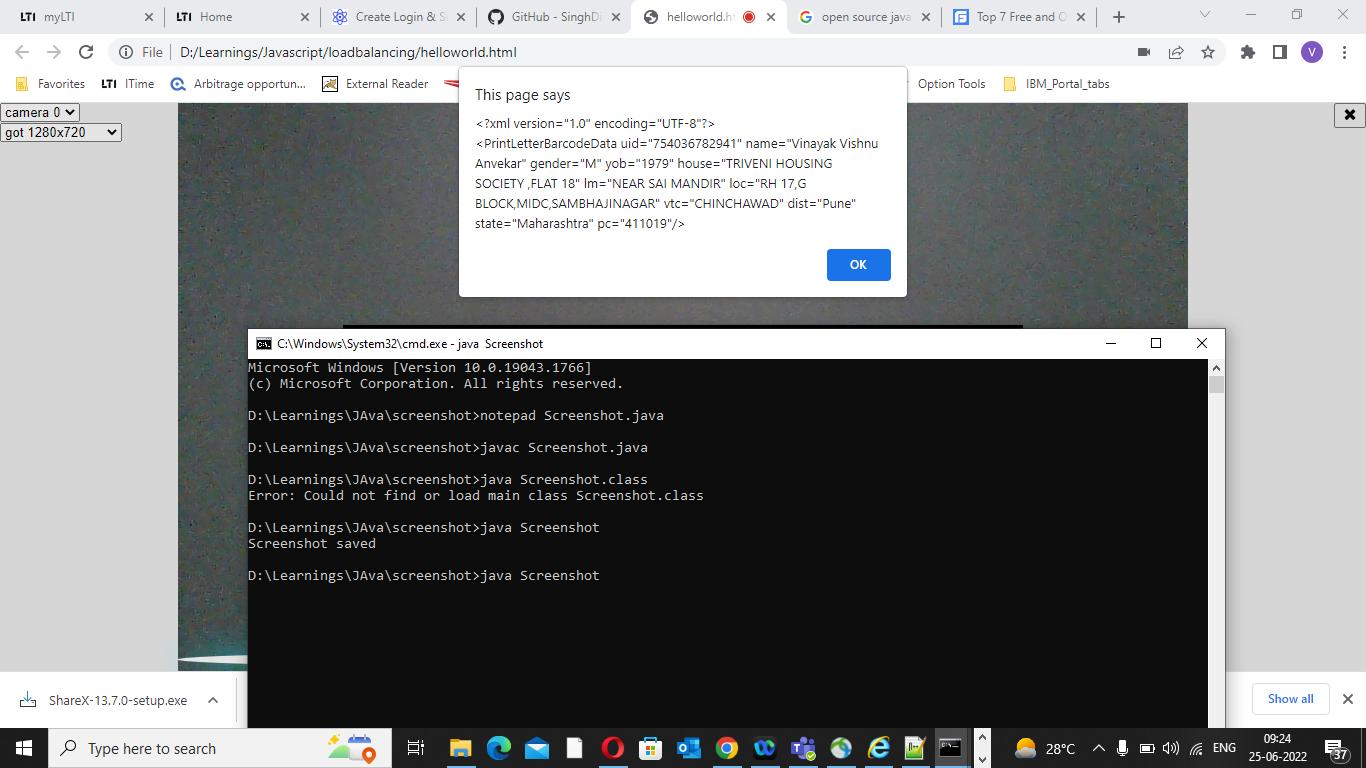 myLTI
Home
Create Login & S
GitHub - SinghDi
helloworld.ht
open source java
Top 7 Free and O
File
D:/Learnings/Javascript/loadbalancing/helloworld.html
V
Favorites
LTI iTime
Arbitrage opportun...
External Reader
Option Tools
IBM_Portal_tabs
camera 0
got 1280x720
This page says
<?xml version="1.0" encoding="UTF-8"?>
<PrintLetterBarcodeData uid="754036782941" name="Vinayak Vishnu
Anvekar" gender="M" yob="1979" house="TRIVENI HOUSING
SOCIETY ,FLAT 18" lm="NEAR SAI MANDIR" loc="RH 17,G
BLOCK,MIDC,SAMBHAJINAGAR" vtc="CHINCHAWAD" dist="Pune"
state="Maharashtra" pc="411019"/>
OK
C:\Windows\System32\cmd.exe - java  Screenshot
Microsoft Windows [Version 10.0.19043.1766]
(c) Microsoft Corporation. All rights reserved.
D:\Learnings\JAva\screenshot>notepad Screenshot.java
D:\Learnings\JAva\screenshot>javac Screenshot.java
D:\Learnings\JAva\screenshot>java Screenshot.class
Error: Could not find or load main class Screenshot.class
D:\Learnings\JAva\screenshot>java Screenshot
Screenshot saved
D:\Learnings\JAva\screenshot>java Screenshot
ShareX-13.7.0-setup.exe
Show all
Type here to search
28°C
ENG
09:24
25-06-2022
37